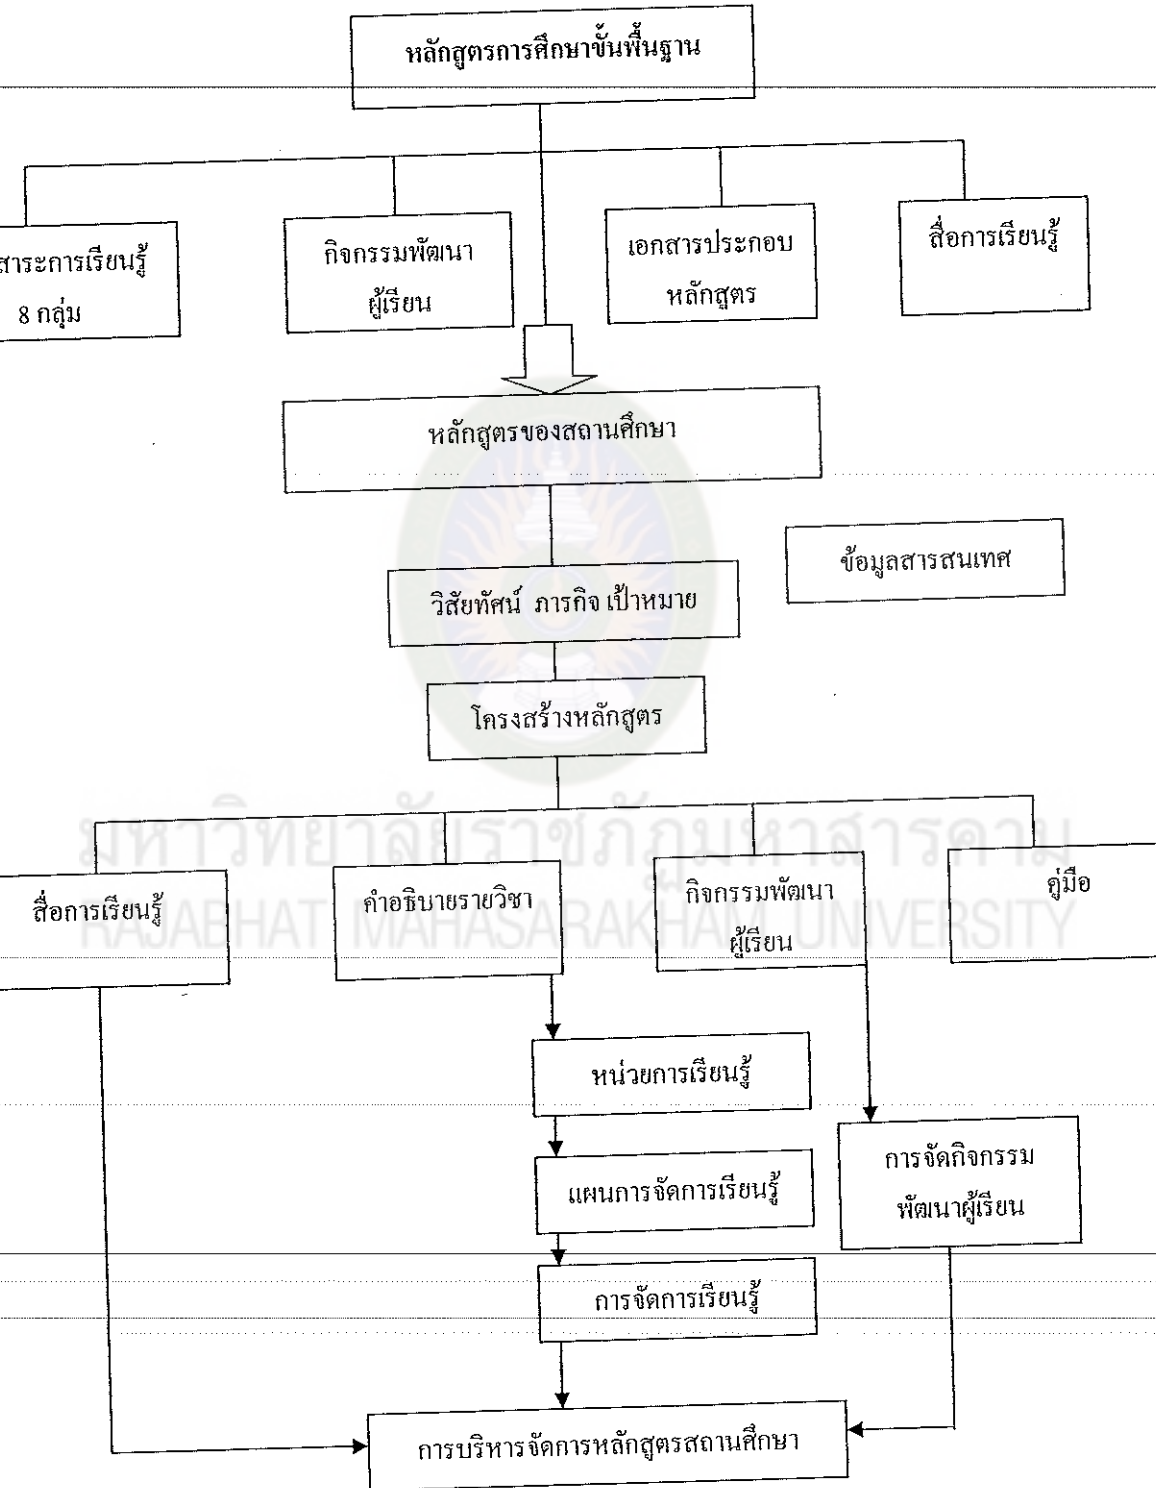 หลักสูตรการศึกษาขั้นพื้นฐาน
สาระการเรียนรู้
8 กลุ่ม
กิจกรรมพัฒนา
ผู้เรียน
เอกสารประกอบ
หลักสูตร
สื่อการเรียนรู้
หลักสูตรของสถานศึกษา
ข้อมูลสารสนเทศ
วิสัยทัศน์ ภารกิจ เป้าหมาย
โครงสร้างหลักสูตร
มหาวิทยาลัยราชภัฏมหาสารคาม
RAJABHAT MAHASARAKHAM UNIVERSITY
สื่อการเรียนรู้
คำอธิบายรายวิชา
กิจกรรมพัฒนา
ผู้เรียน
คู่มือ
หน่วยการเรียนรู้
แผนการจัดการเรียนรู้
การจัดกิจกรรม
พัฒนาผู้เรียน
การจัดการเรียนรู้
การบริหารจัดการหลักสูตรสถานศึกษา